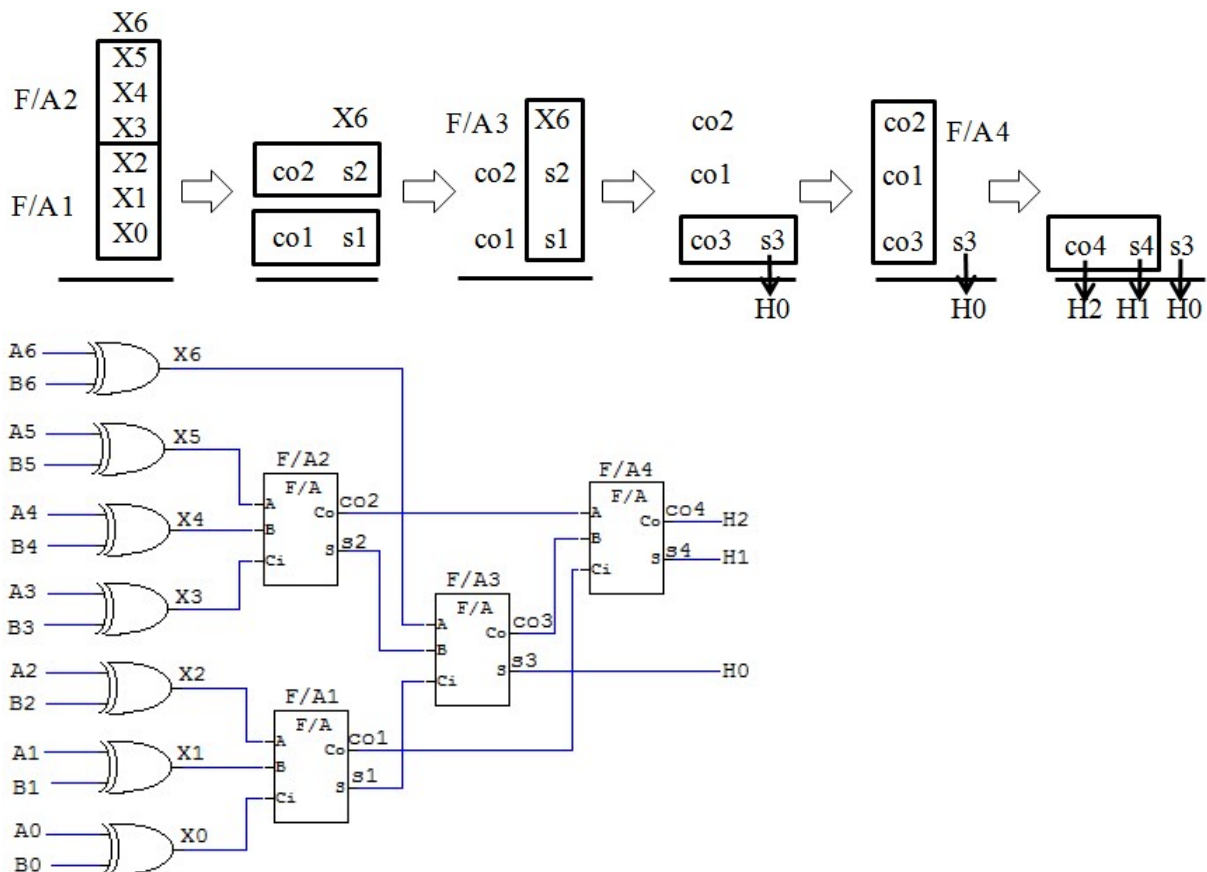 X6
X5
F/A2 X4
X3
X2
F/A1 X1
X0
X6
co2 s2
co1 s1
F/A3 X6
co2 s2
co1 s1
co2
co1
co3 s3
H0
co2 F/A4
co1
co3 s3
H0
co4 s4 s3
H2 H1 H0
A6 X6
B6
A5 X5
B5
A4 X4
B4
A3 X3
B3
A2 X2
B2
A1 X1
B1
A0 X0
B0
F/A2
F/A
A co2
Co
B s2
S
Ci
F/A1
F/A
A co1
Co
B s1
S
Ci
F/A3
F/A
A co3
Co
B s3
S
Ci
F/A4
F/A
A co4
Co
B s4
S
Ci
H2
H1
H0